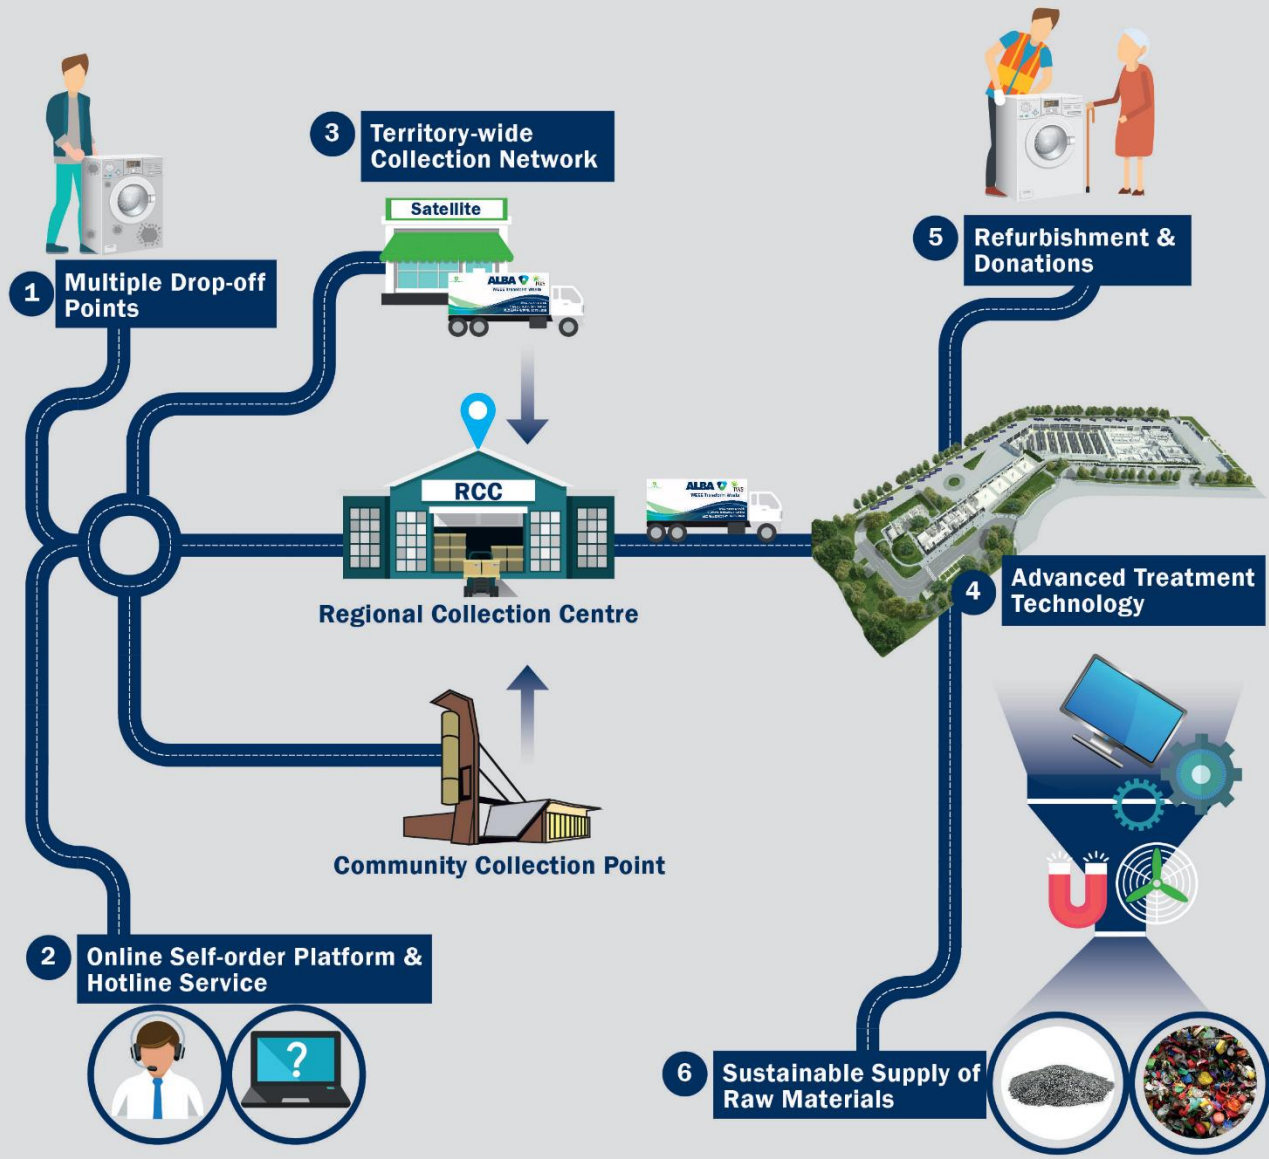 1
Multiple Drop-off
Points
3
Territory-wide
Collection Network
Satellite
ALBA
5
Refurbishment &
Donations
RCC
Regional Collection Centre
ALBA
4
Advanced Treatment
Technology
Community Collection Point
2
Online Self-order Platform &
Hotline Service
?
6
Sustainable Supply of
Raw Materials